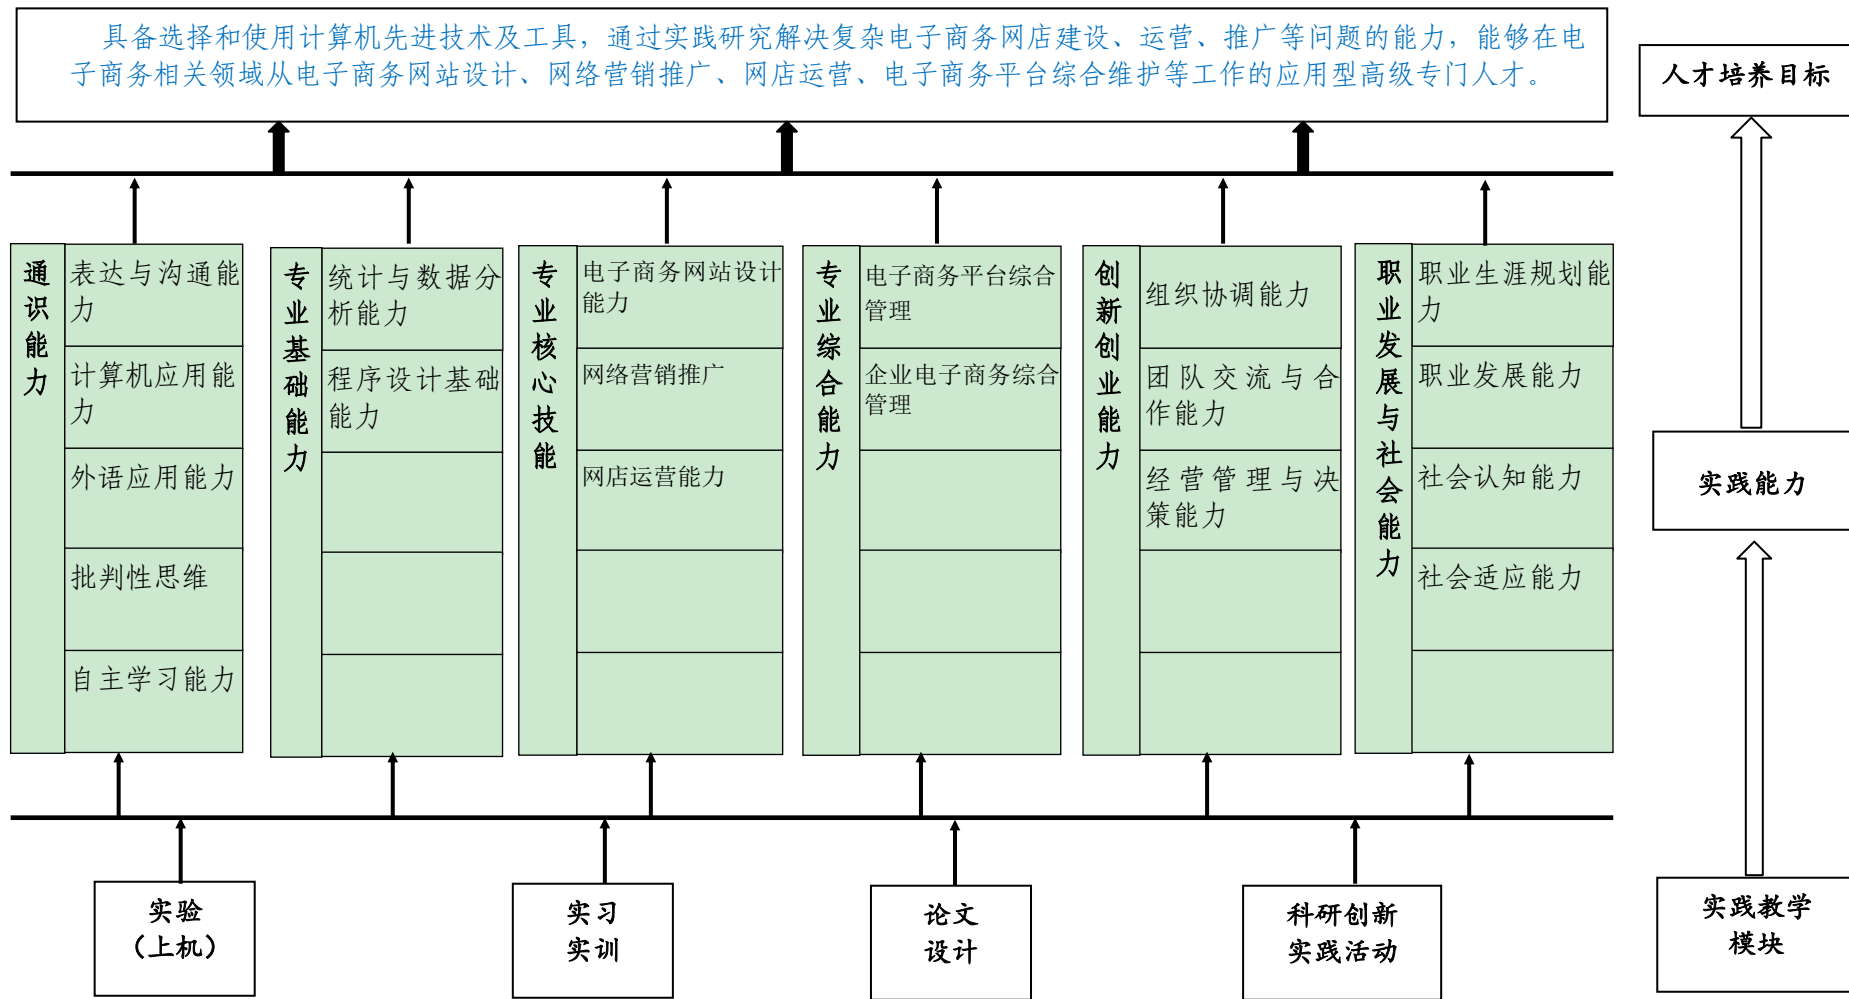 具备选择和使用计算机先进技术及工具，通过实践研究解决复杂电子商务网店建设、运营、推广等问题的能力，能够在电
子商务相关领域从电子商务网站设计、网络营销推广、网店运营、电子商务平台综合维护等工作的应用型高级专门人才。
人才培养目标
通识能力
表达与沟通能
力
计算机应用能
力
外语应用能力
批判性思维
自主学习能力
专业基础能力
统计与数据分
析能力
程序设计基础
能力
专业核心技能
电子商务网站设计
能力
网络营销推广
网店运营能力
专业综合能力
电子商务平台综合
管理
企业电子商务综合
管理
创新创业能力
组织协调能力
团队交流与合
作能力
经营管理与决
策能力
职业发展与社会能力
职业生涯规划能
力
职业发展能力
社会认知能力
社会适应能力
实践能力
实验
（上机）
实习
实训
论文
设计
科研创新
实践活动
实践教学
模块